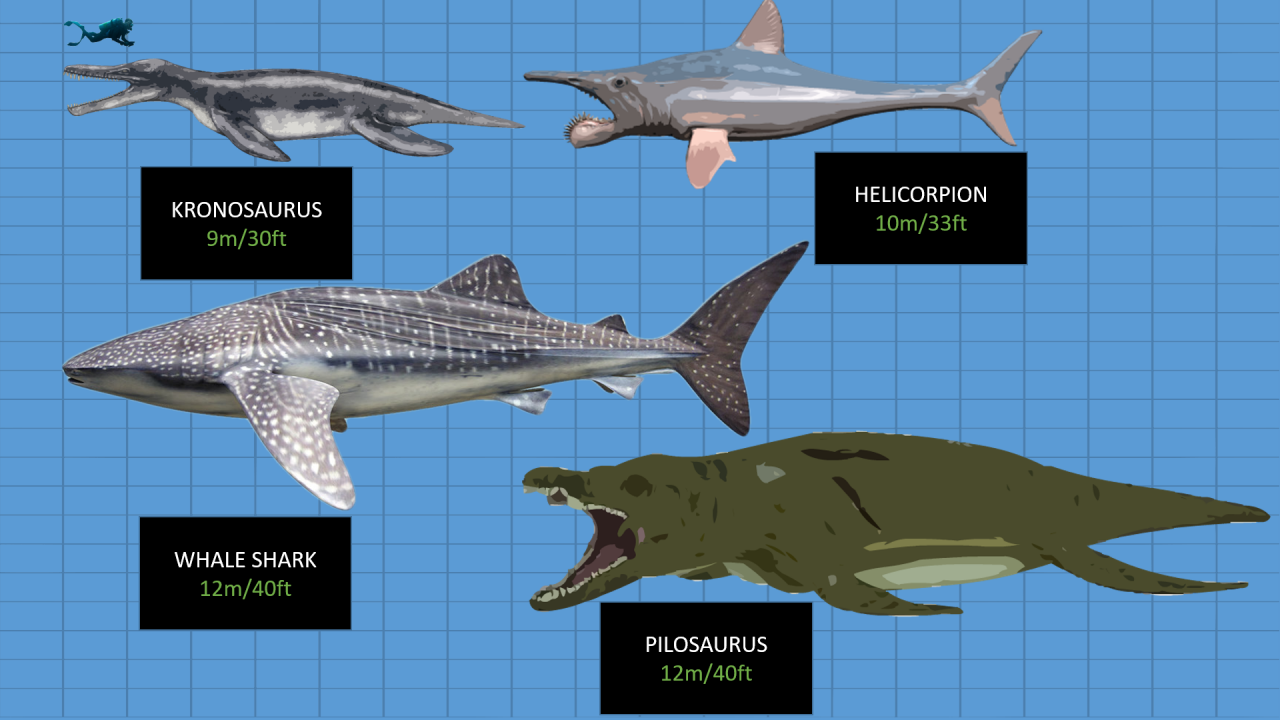 KRONOSAURUS
9m/30ft
HELICORPION
10m/33ft
WHALE SHARK
12m/40ft
PILOSAURUS
12m/40ft